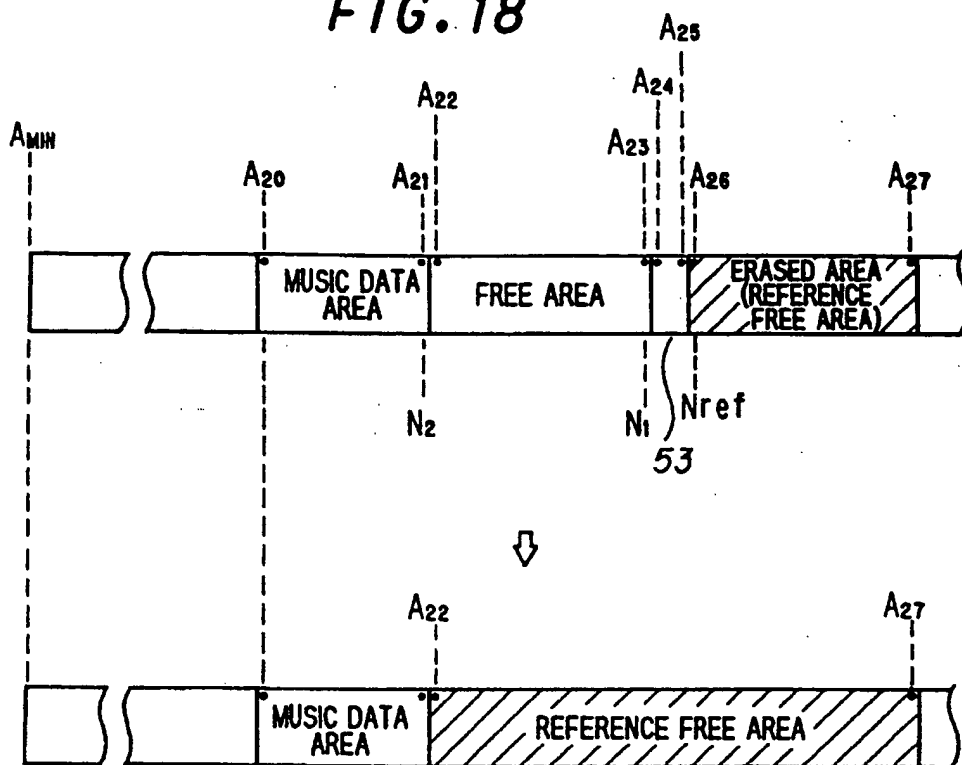 FIG. 18
A25
A24
A22
AMIN
A23
A20
A21
A26
A27
MUSIC DATA
AREA
FREE AREA
ERASED AREA
(REFERENCE
FREE AREA)
N2
N1
Nref
53
A22
A27
MUSIC DATA
AREA
REFERENCE FREE AREA